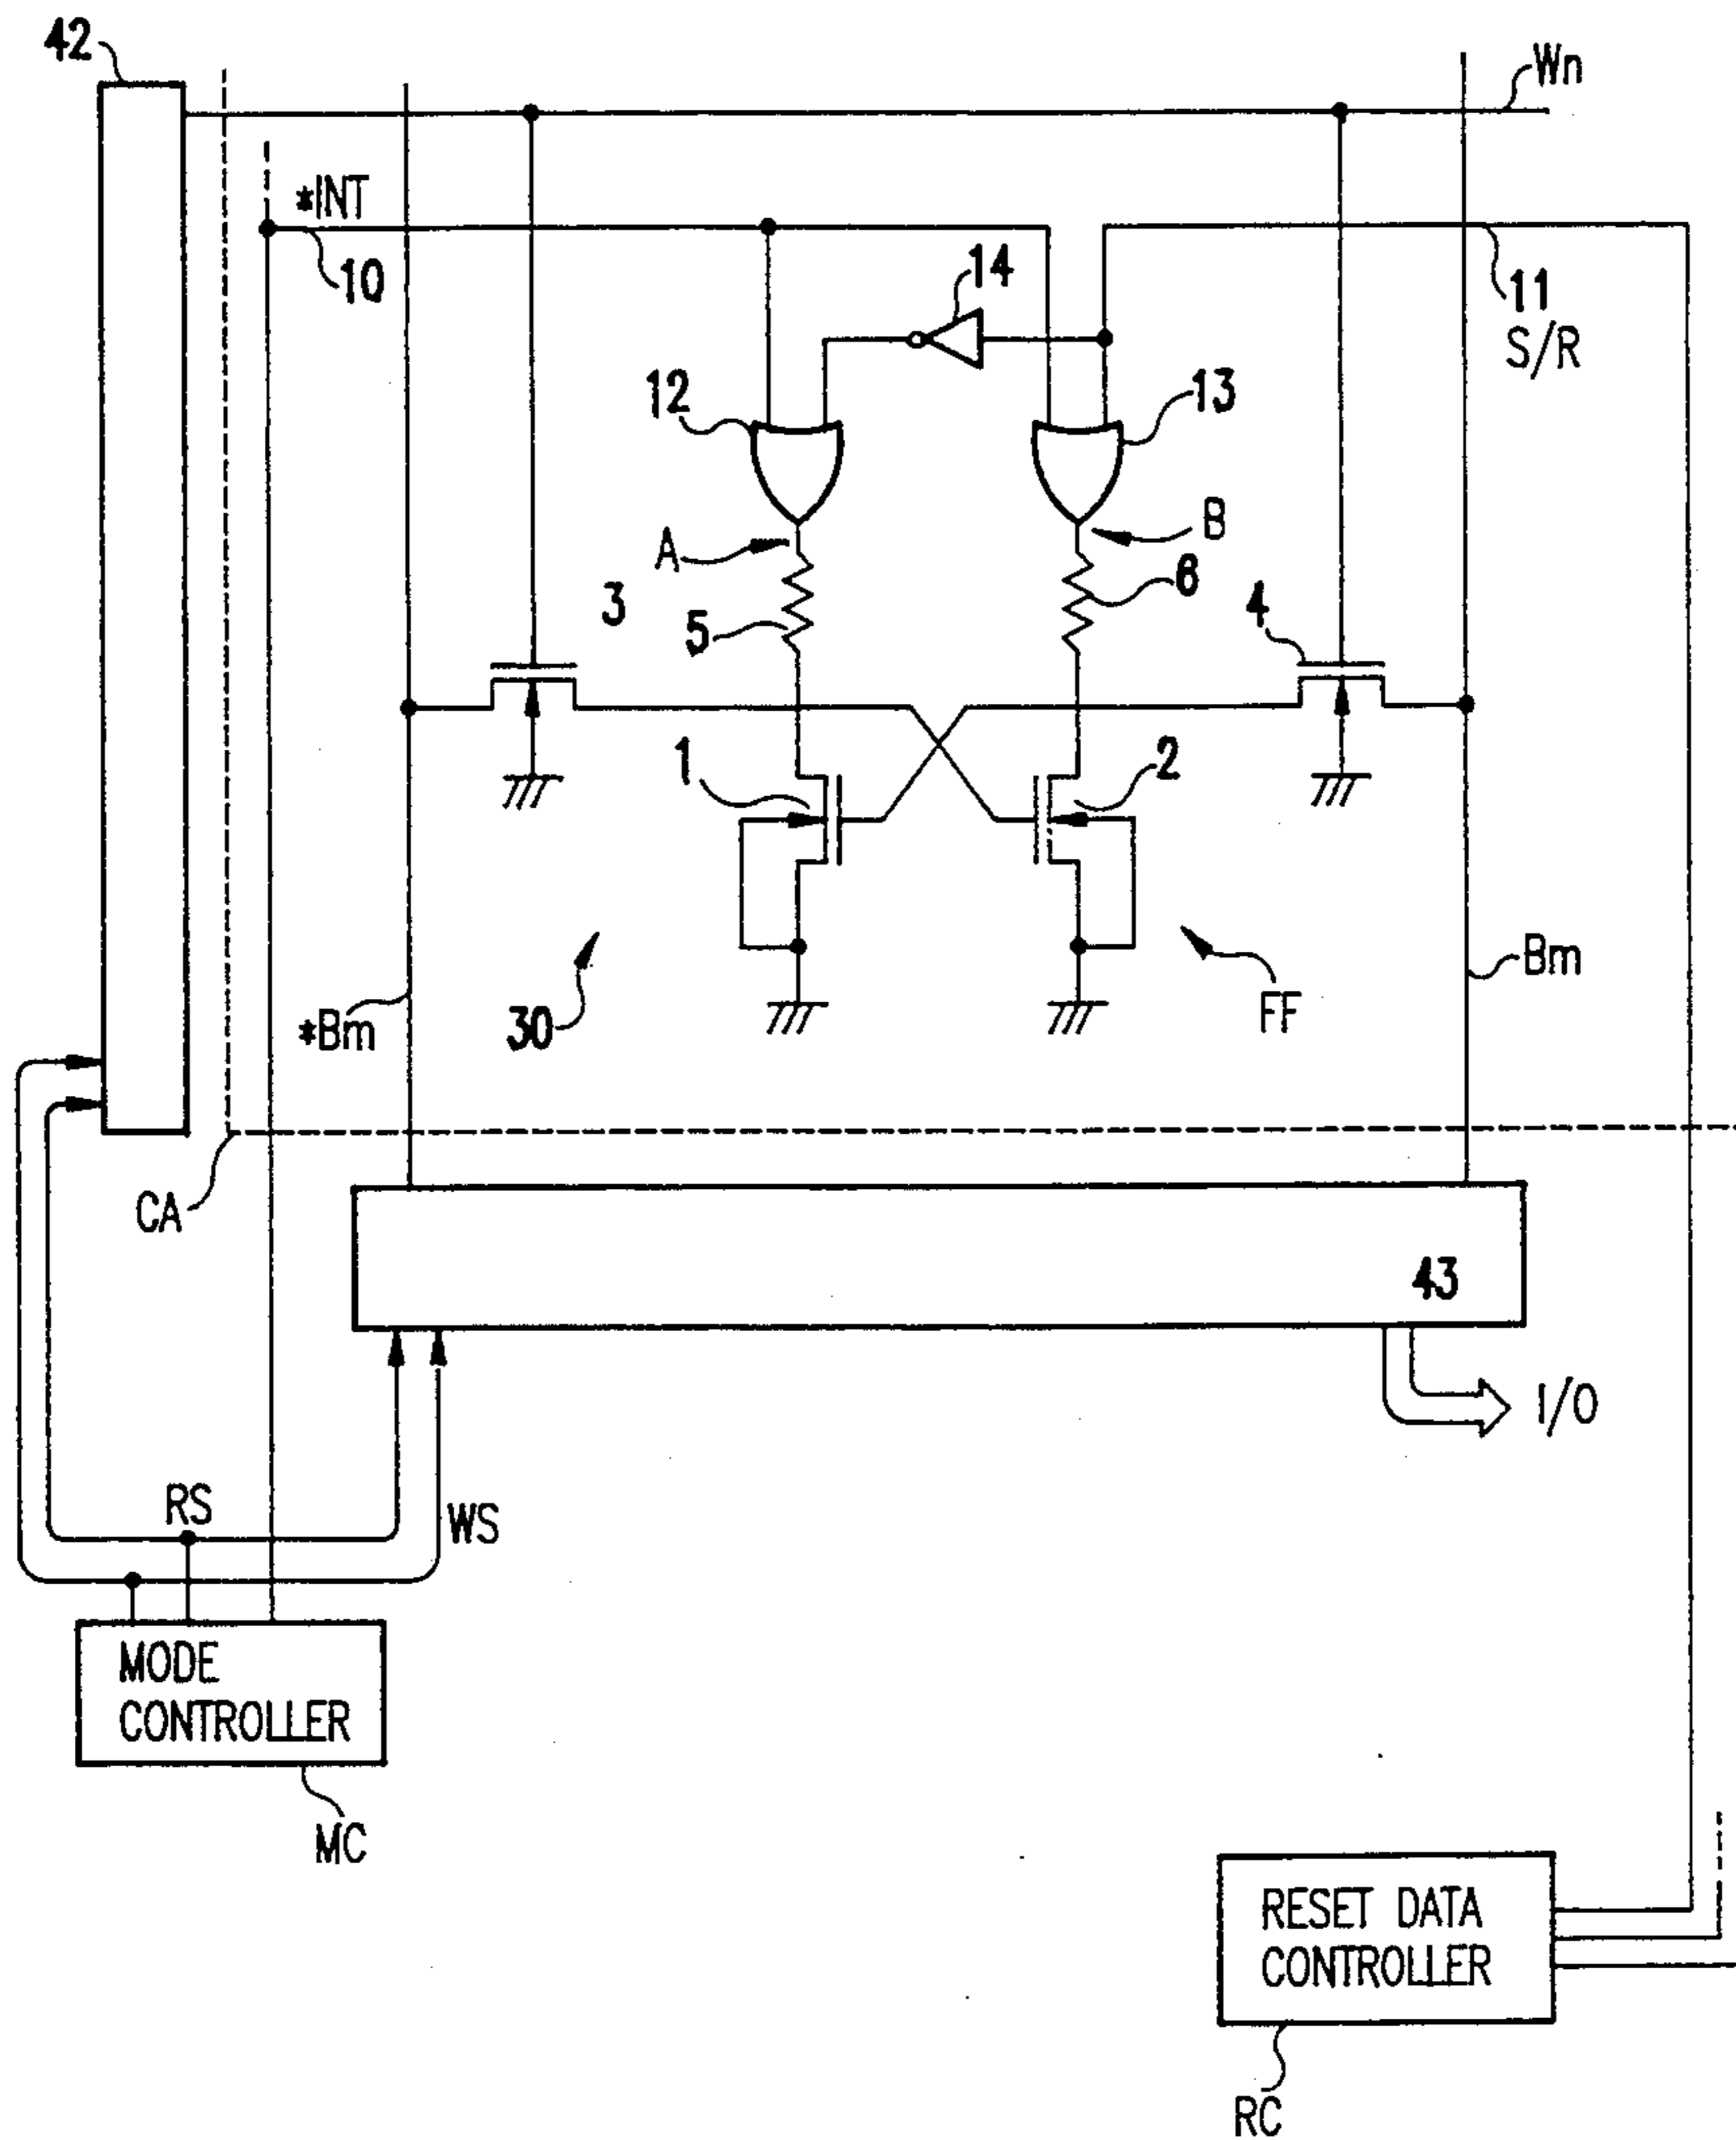 42
Wn
*INT
10
14
11
S/R
12
13
A
B
3
5
6
4
1
2
*Bm
30
FF
Bm
CA
43
I/O
RS
WS
MODE
CONTROLLER
MC
RESET DATA
CONTROLLER
RC